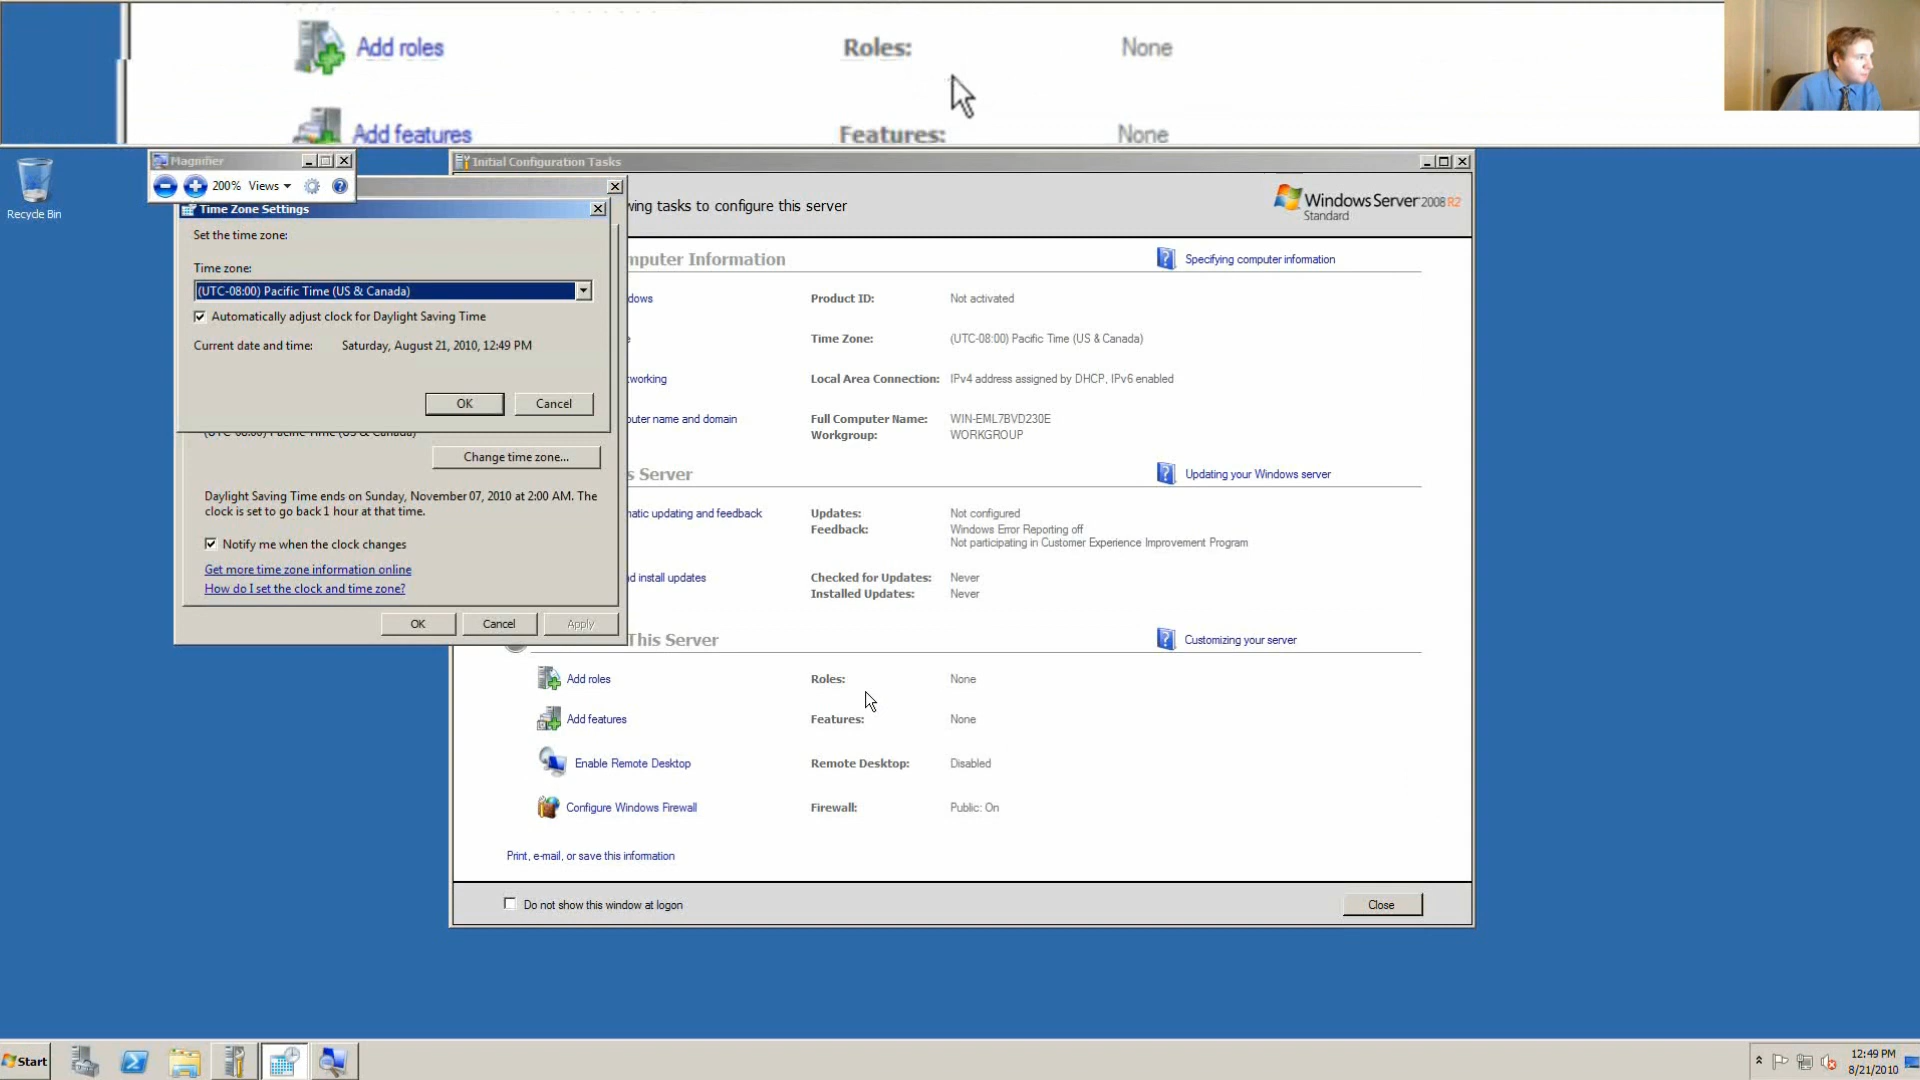 Add roles
Roles:
None
Add features
Features:
None
Recycle Bin
Magnifier
200%
Views
Initial Configuration Tasks
wing tasks to configure this server
Windows Server 2008 R2
Standard
Time Zone Settings
Set the time zone:
Time zone:
(UTC-08:00) Pacific Time (US & Canada)
Automatically adjust clock for Daylight Saving Time
Current date and time:
Saturday, August 21, 2010, 12:49 PM
OK
Cancel
(UTC-08:00) Pacific Time (US & Canada)
Change time zone...
Daylight Saving Time ends on Sunday, November 07, 2010 at 2:00 AM. The
clock is set to go back 1 hour at that time.
Notify me when the clock changes
Get more time zone information online
How do I set the clock and time zone?
OK
Cancel
Apply
mputer Information
Specifying computer information
dows
Product ID:
Not activated
e
Time Zone:
(UTC-08:00) Pacific Time (US & Canada)
tworking
Local Area Connection:
IPv4 address assigned by DHCP, IPv6 enabled
puter name and domain
Full Computer Name:
WIN-EML7BVD230E
Workgroup:
WORKGROUP
s Server
Updating your Windows server
matic updating and feedback
Updates:
Not configured
Feedback:
Windows Error Reporting off
Not participating in Customer Experience Improvement Program
d install updates
Checked for Updates:
Never
Installed Updates:
Never
This Server
Customizing your server
Add roles
Roles:
None
Add features
Features:
None
Enable Remote Desktop
Remote Desktop:
Disabled
Configure Windows Firewall
Firewall:
Public: On
Print, e-mail, or save this information
Do not show this window at logon
Close
Start
12:49 PM
8/21/2010